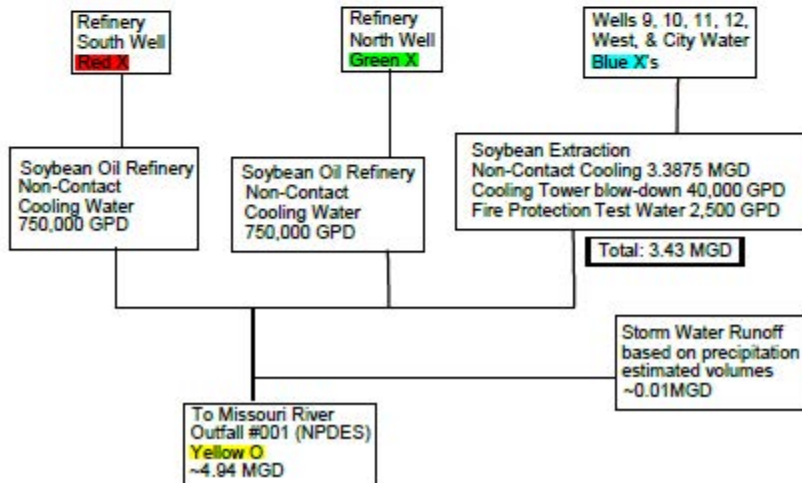 Refinery
South Well
Red X
Refinery
North Well
Green X
Wells 9, 10, 11, 12,
West, & City Water
Blue X's
Soybean Oil Refinery
Non-Contact
Cooling Water
750,000 GPD
Soybean Oil Refinery
Non-Contact
Cooling Water
750,000 GPD
Soybean Extraction
Non-Contact Cooling 3.3875 MGD
Cooling Tower blow-down 40,000 GPD
Fire Protection Test Water 2,500 GPD
Total: 3.43 MGD
Storm Water Runoff
based on precipitation
estimated volumes
~0.01MGD
To Missouri River
Outfall #001 (NPDES)
Yellow O
~4.94 MGD